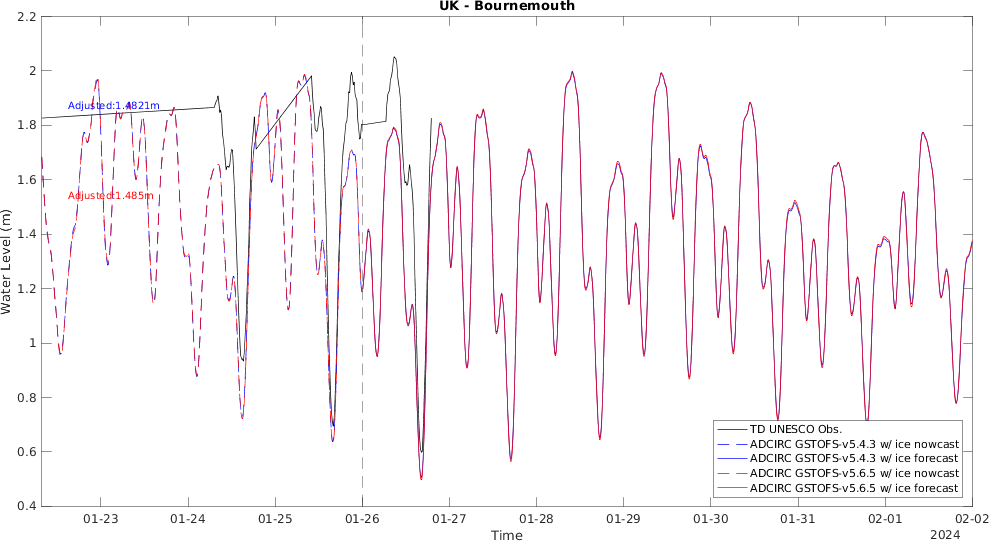 UK - Bournemouth
2.2
2
1.8
1.6
1.4
1.2
1
0.8
0.6
0.4
Water Level (m)
Adjusted:1.4821m
Adjusted:1.485m
TD UNESCO Obs.
ADCIRC GSTOFS-v5.4.3 w/ ice nowcast
ADCIRC GSTOFS-v5.4.3 w/ ice forecast
ADCIRC GSTOFS-v5.6.5 w/ ice nowcast
ADCIRC GSTOFS-v5.6.5 w/ ice forecast
01-23 01-24 01-25 01-26 01-27 01-28 01-29 01-30 01-31 02-01 02-02
Time
2024